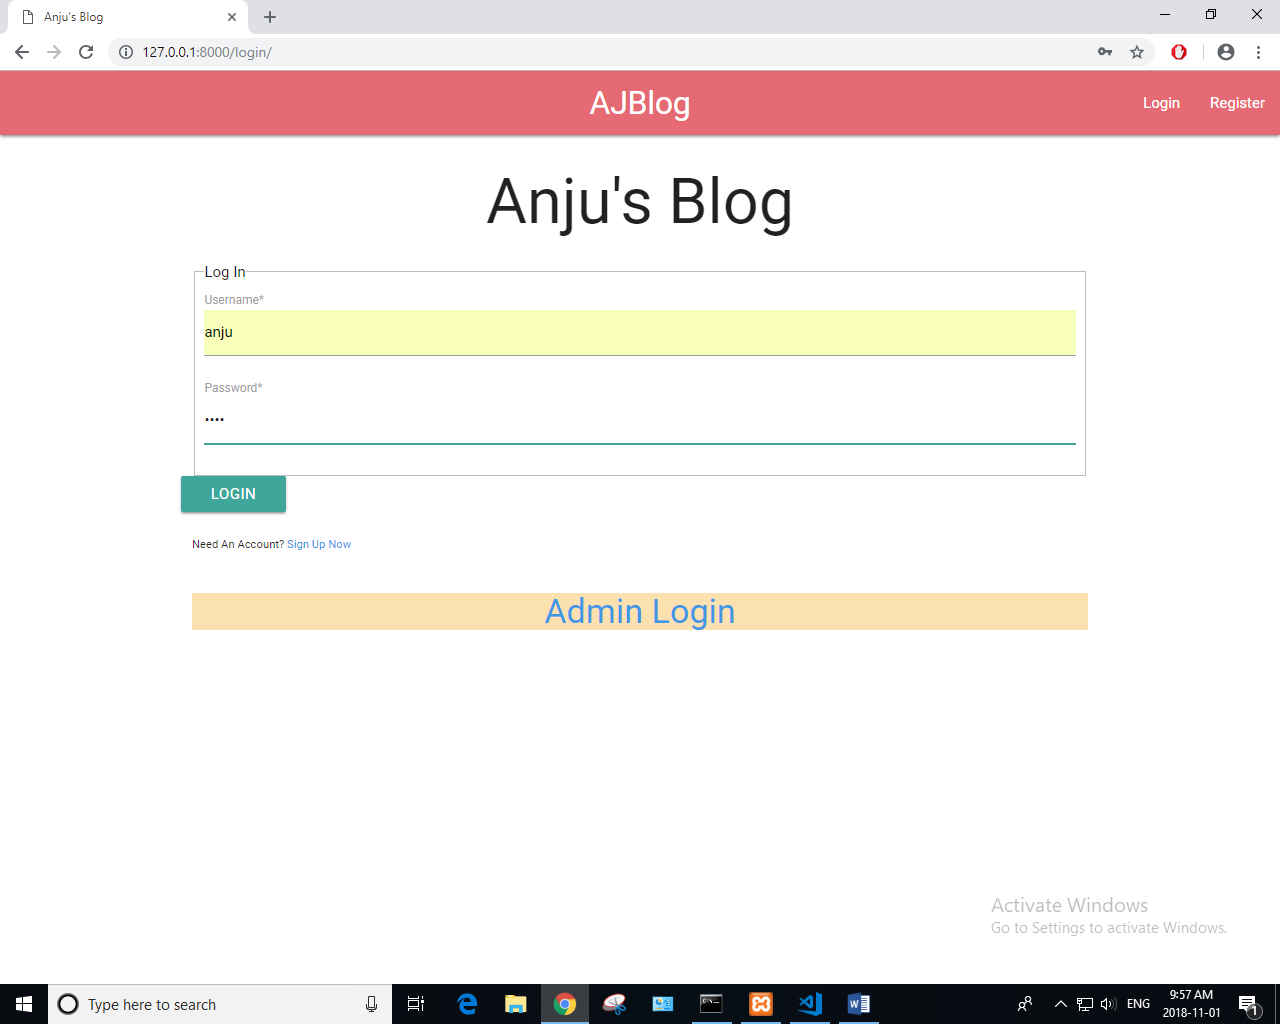 Anju's Blog
127.0.0.1:8000/login/
AJBlog
Login
Register
Anju's Blog
Log In
Username*
anju
Password*
••••
LOGIN
Need An Account? Sign Up Now
Admin Login
Activate Windows
Go to Settings to activate Windows.
Type here to search
ENG
9:57 AM
2018-11-01
1